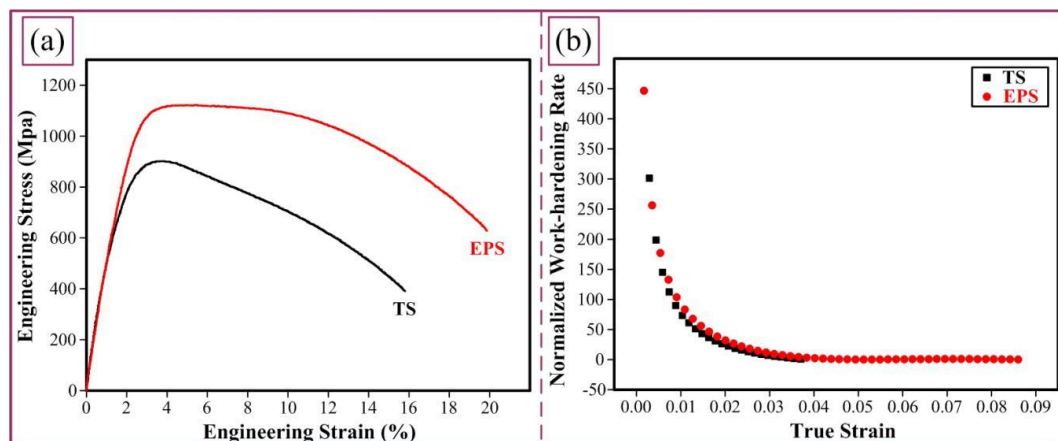 (a)
Engineering Stress (Mpa)
1200
1000
800
600
400
200
0
EPS
TS
0 2 4 6 8 10 12 14 16 18 20
Engineering Strain (%)
(b)
Normalized Work-hardening Rate
450
400
350
300
250
200
150
100
50
0
-50
TS
EPS
0.00 0.01 0.02 0.03 0.04 0.05 0.06 0.07 0.08 0.09
True Strain